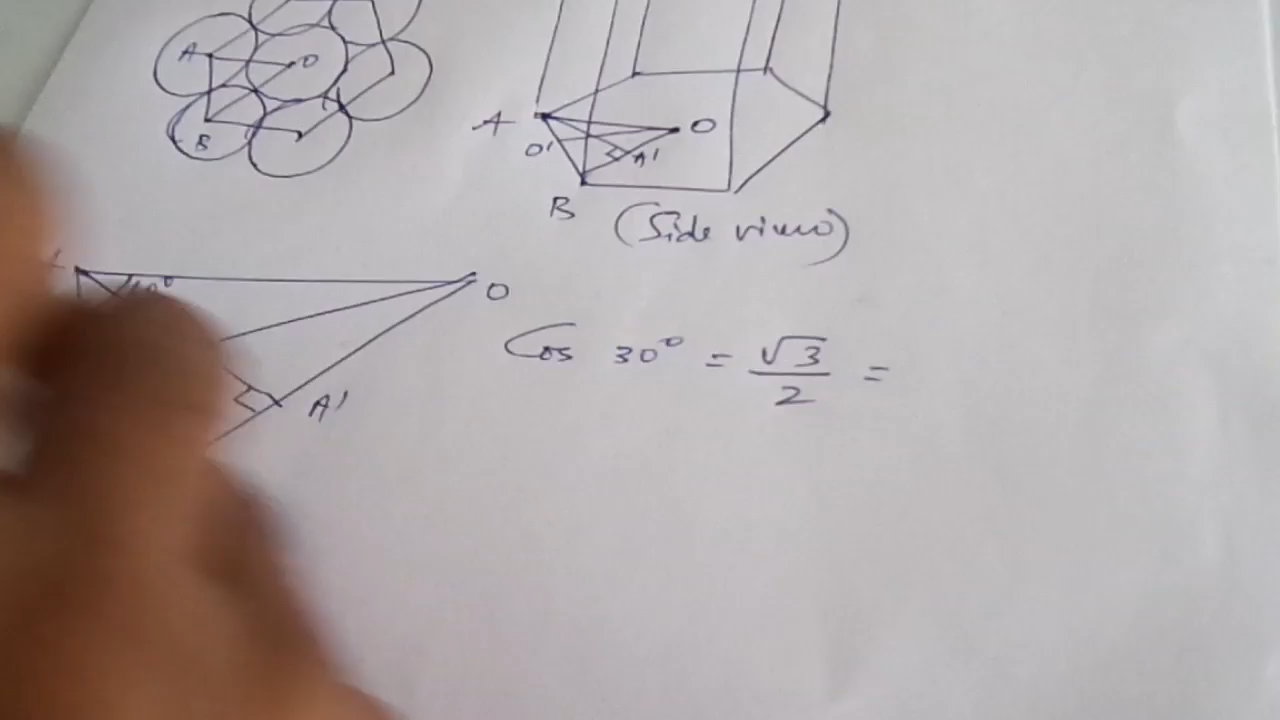 A
O
B
A
O
O'
A'
B
(Side view)
O
A'
Cos 30° = √3/2 =